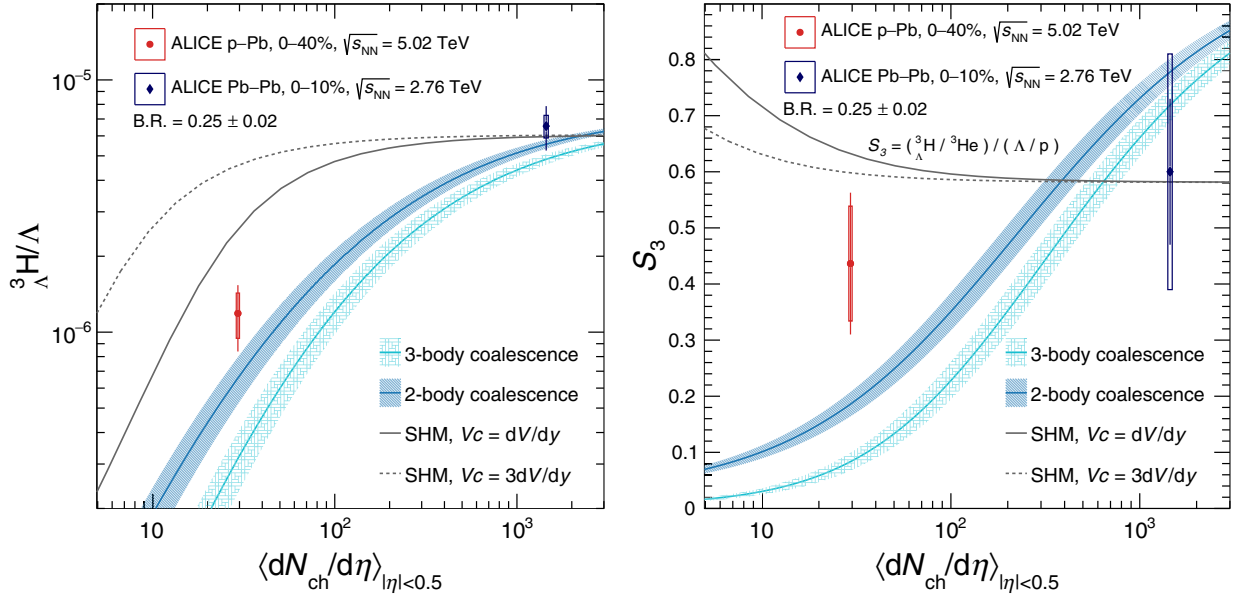 ALICE p–Pb, 0–40%, √sNN = 5.02 TeV
ALICE Pb–Pb, 0–10%, √sNN = 2.76 TeV
B.R. = 0.25 ± 0.02
10⁻⁵
10⁻⁶
³ΛH/Λ
3-body coalescence
2-body coalescence
SHM, Vc = dV/dy
SHM, Vc = 3dV/dy
10
10²
10³
⟨dNch/dη⟩|η|<0.5
ALICE p–Pb, 0–40%, √sNN = 5.02 TeV
ALICE Pb–Pb, 0–10%, √sNN = 2.76 TeV
B.R. = 0.25 ± 0.02
S₃ = (³ΛH / ³He) / (Λ / p)
0.8
0.7
0.6
0.5
0.4
0.3
0.2
0.1
0
S₃
3-body coalescence
2-body coalescence
SHM, Vc = dV/dy
SHM, Vc = 3dV/dy
10
10²
10³
⟨dNch/dη⟩|η|<0.5